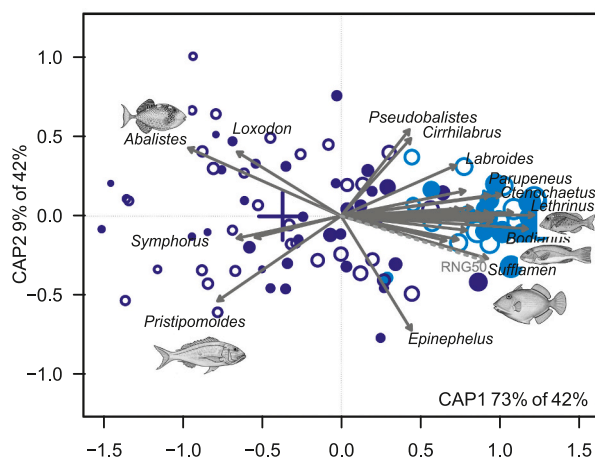 CAP2 9% of 42%
1.0
0.5
0.0
−0.5
−1.0
Pseudobalistes
Cirrhilabrus
Abalistes
Loxodon
Labroides
Parupeneus
Ctenochaetus
Lethrinus
Symphorus
Bodianus
RNG50
Sufflamen
Pristipomoides
Epinephelus
CAP1 73% of 42%
−1.5 −1.0 −0.5 0.0 0.5 1.0 1.5